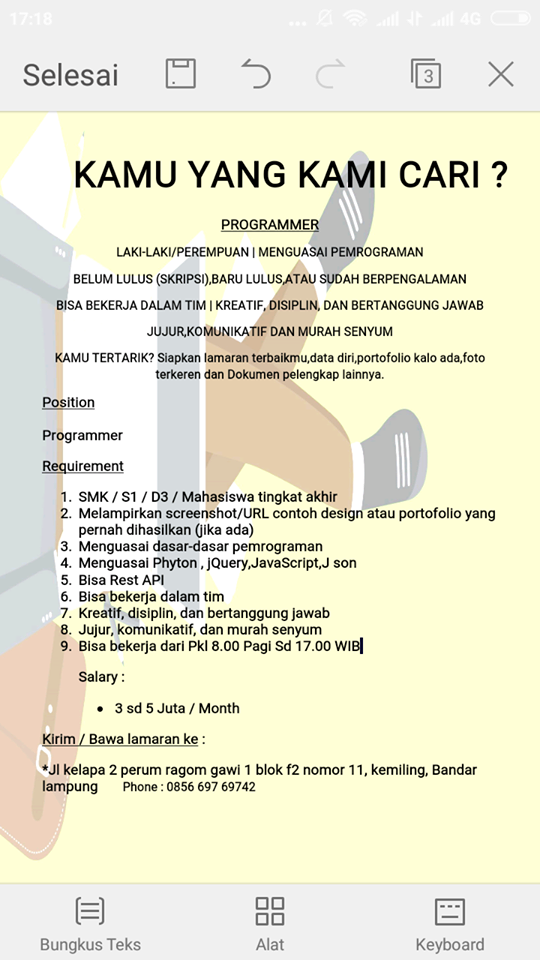 17:18
... 4G
Selesai
3
KAMU YANG KAMI CARI ?
PROGRAMMER
LAKI-LAKI/PEREMPUAN | MENGUASAI PEMROGRAMAN
BELUM LULUS (SKRIPSI),BARU LULUS,ATAU SUDAH BERPENGALAMAN
BISA BEKERJA DALAM TIM | KREATIF, DISIPLIN, DAN BERTANGGUNG JAWAB
JUJUR,KOMUNIKATIF DAN MURAH SENYUM
KAMU TERTARIK? Siapkan lamaran terbaikmu,data diri,portofolio kalo ada,foto
terkeren dan Dokumen pelengkap lainnya.
Position
Programmer
Requirement
1. SMK / S1 / D3 / Mahasiswa tingkat akhir
2. Melampirkan screenshot/URL contoh design atau portofolio yang
pernah dihasilkan (jika ada)
3. Menguasai dasar-dasar pemrograman
4. Menguasai Phyton , jQuery,JavaScript,J son
5. Bisa Rest API
6. Bisa bekerja dalam tim
7. Kreatif, disiplin, dan bertanggung jawab
8. Jujur, komunikatif, dan murah senyum
9. Bisa bekerja dari Pkl 8.00 Pagi Sd 17.00 WIB
Salary :
• 3 sd 5 Juta / Month
Kirim / Bawa lamaran ke :
*Jl kelapa 2 perum ragom gawi 1 blok f2 nomor 11, kemiling, Bandar
lampung Phone : 0856 697 69742
Bungkus Teks
Alat
Keyboard